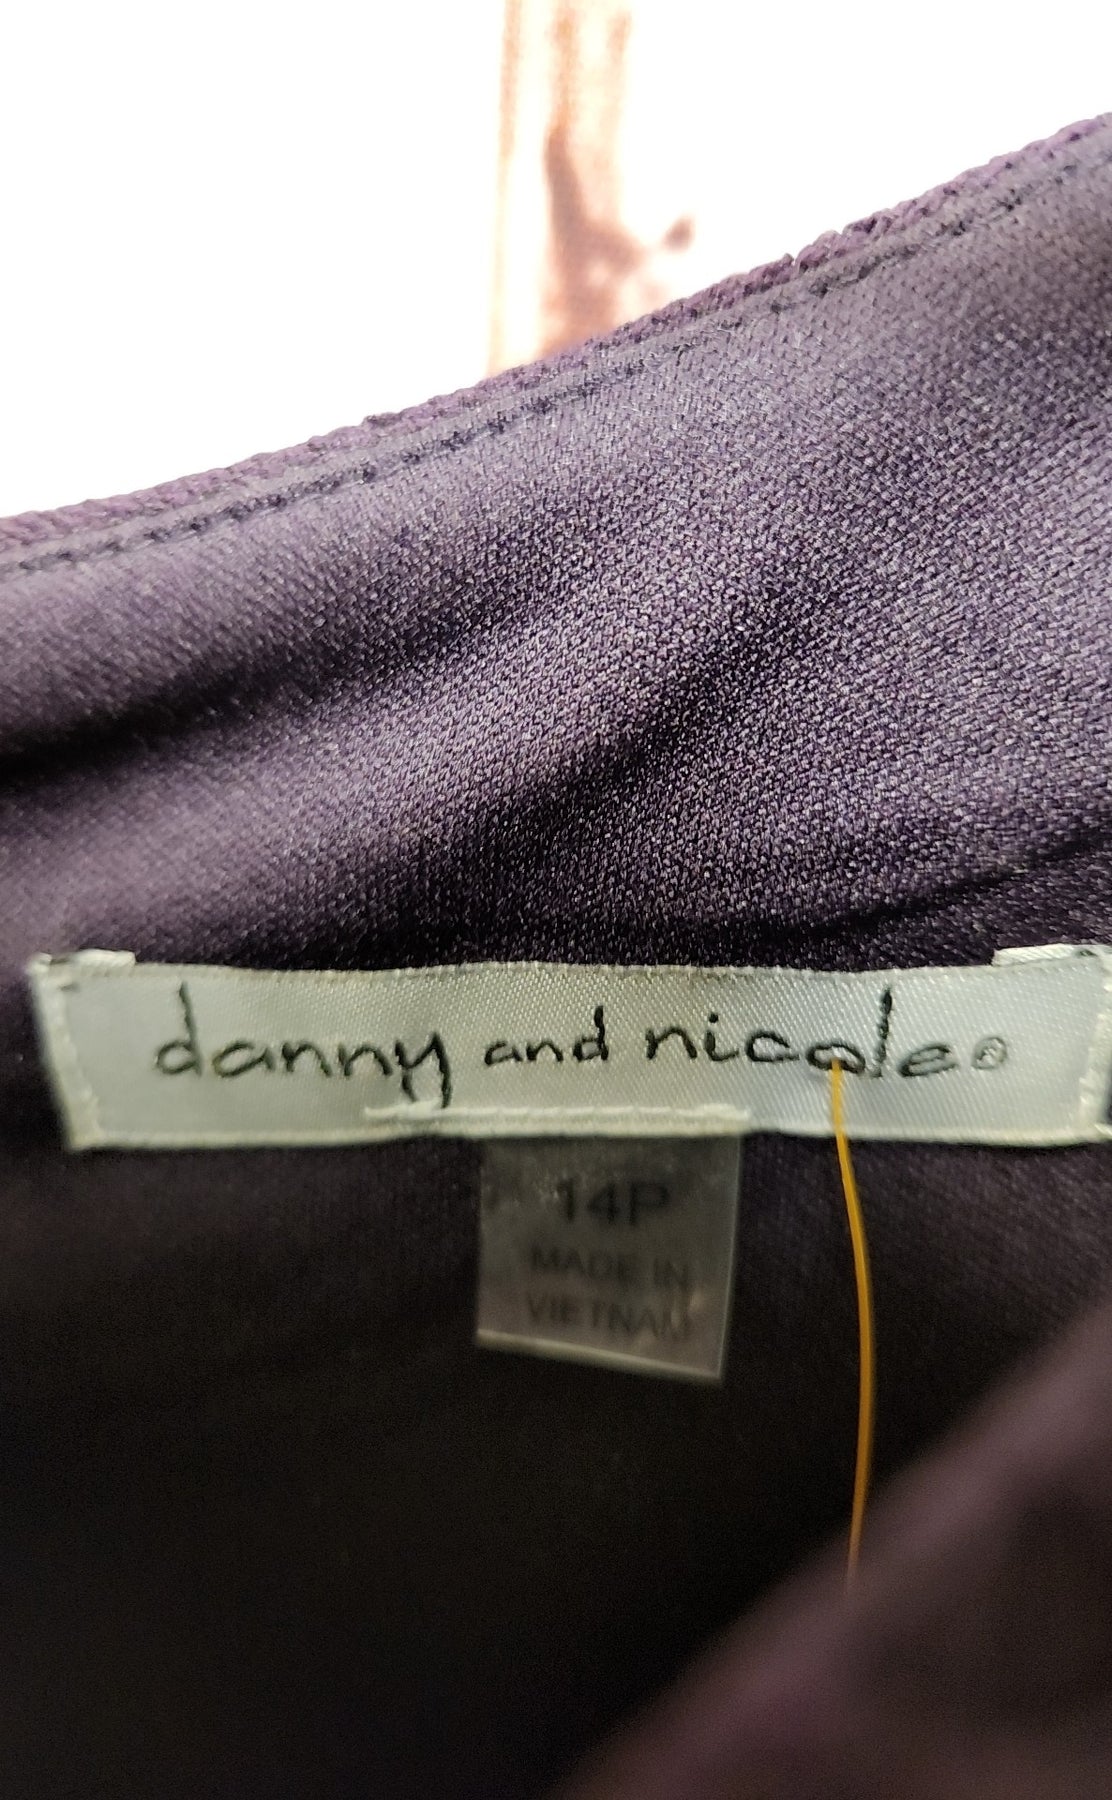 danny and nicole®
14P
MADE IN
VIETNAM